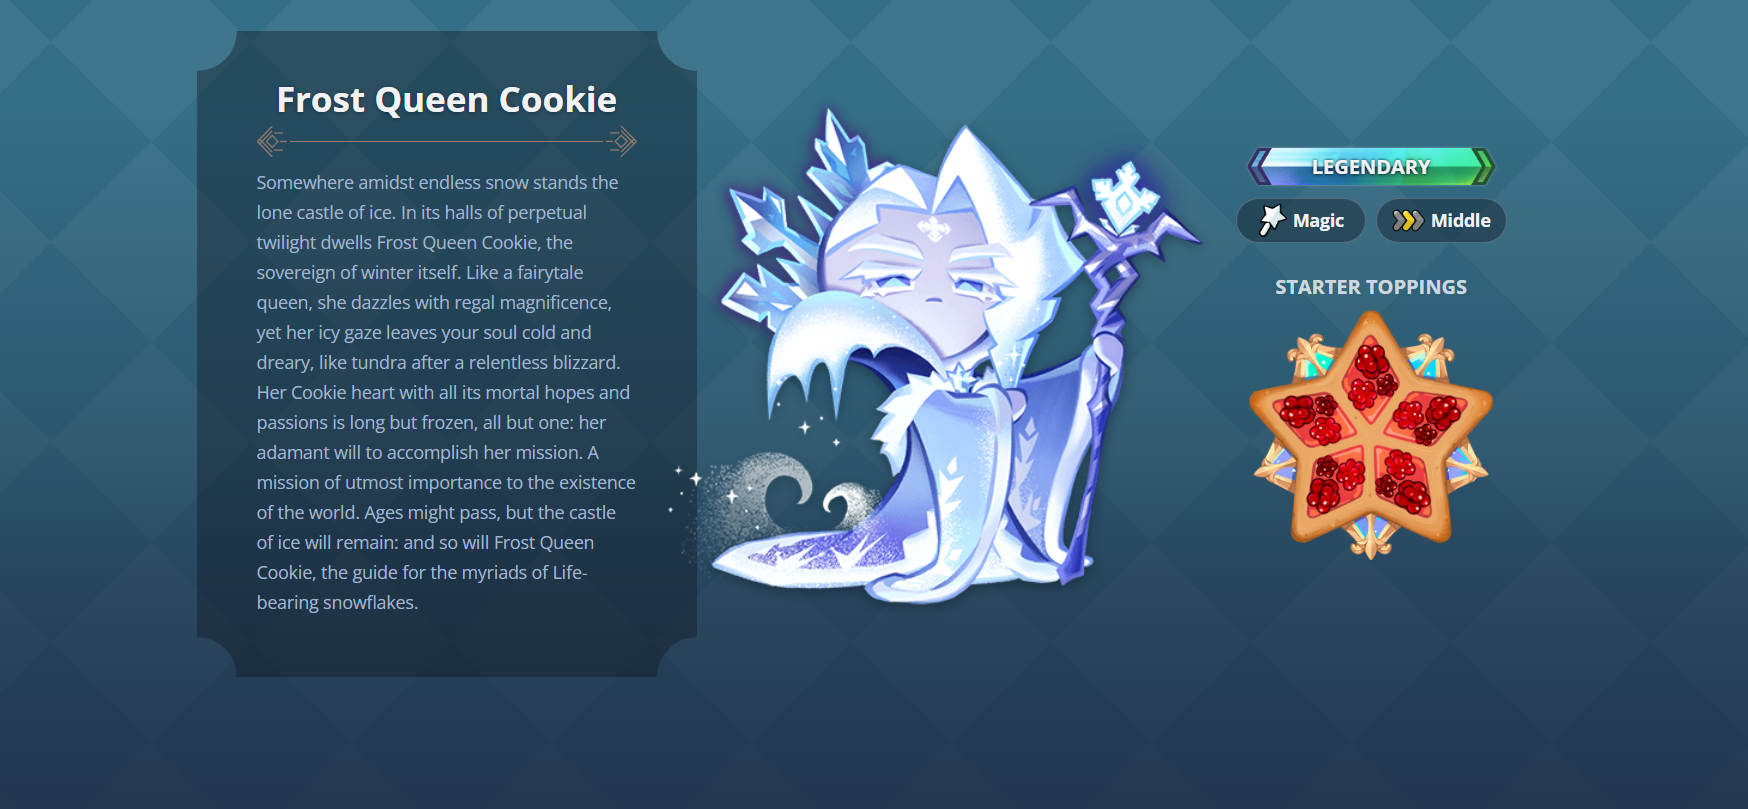 Frost Queen Cookie
Somewhere amidst endless snow stands the
lone castle of ice. In its halls of perpetual
twilight dwells Frost Queen Cookie, the
sovereign of winter itself. Like a fairytale
queen, she dazzles with regal magnificence,
yet her icy gaze leaves your soul cold and
dreary, like tundra after a relentless blizzard.
Her Cookie heart with all its mortal hopes and
passions is long but frozen, all but one: her
adamant will to accomplish her mission. A
mission of utmost importance to the existence
of the world. Ages might pass, but the castle
of ice will remain: and so will Frost Queen
Cookie, the guide for the myriads of Life-
bearing snowflakes.
LEGENDARY
Magic
Middle
STARTER TOPPINGS